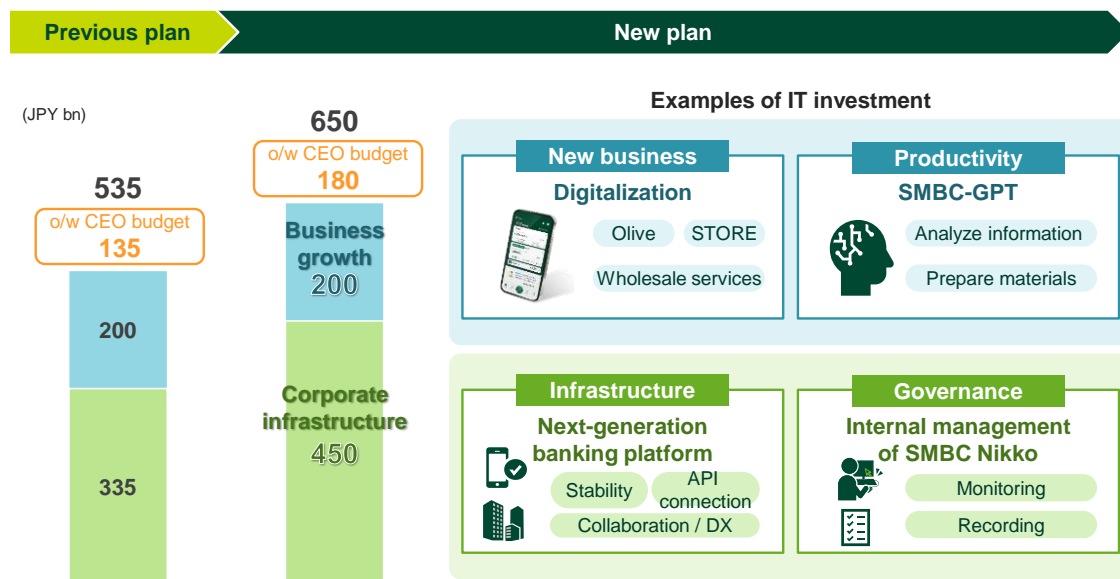 Previous plan
New plan
(JPY bn)
535
o/w CEO budget
135
200
335
650
o/w CEO budget
180
Business
growth
200
Corporate
infrastructure
450
Examples of IT investment
New business
Digitalization
Olive
STORE
Wholesale services
Productivity
SMBC-GPT
Analyze information
Prepare materials
Infrastructure
Next-generation
banking platform
Stability
API
connection
Collaboration / DX
Governance
Internal management
of SMBC Nikko
Monitoring
Recording